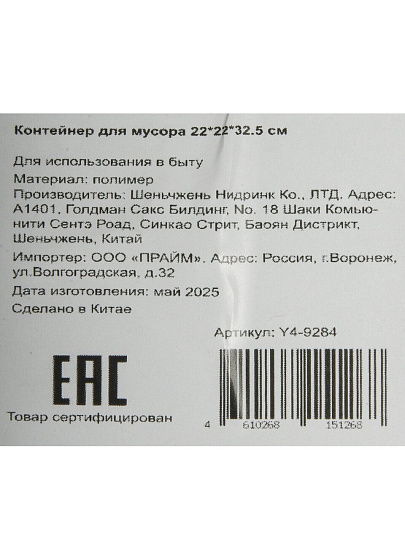 Контейнер для мусора 22*22*32.5 см
Для использования в быту
Материал: полимер
Производитель: Шеньчжень Нидринк Ко., ЛТД. Адрес:
А1401, Голдман Сакс Билдинг, No. 18 Шаки Комью-
нити Сентэ Роад, Синкао Стрит, Баоян Дистрикт,
Шеньчжень, Китай
Импортер: ООО «ПРАЙМ». Адрес: Россия, г.Воронеж,
ул.Волгоградская, д.32
Дата изготовления: май 2025
Сделано в Китае
Артикул: Y4-9284
ЕАС
Товар сертифицирован
4 610268 151268